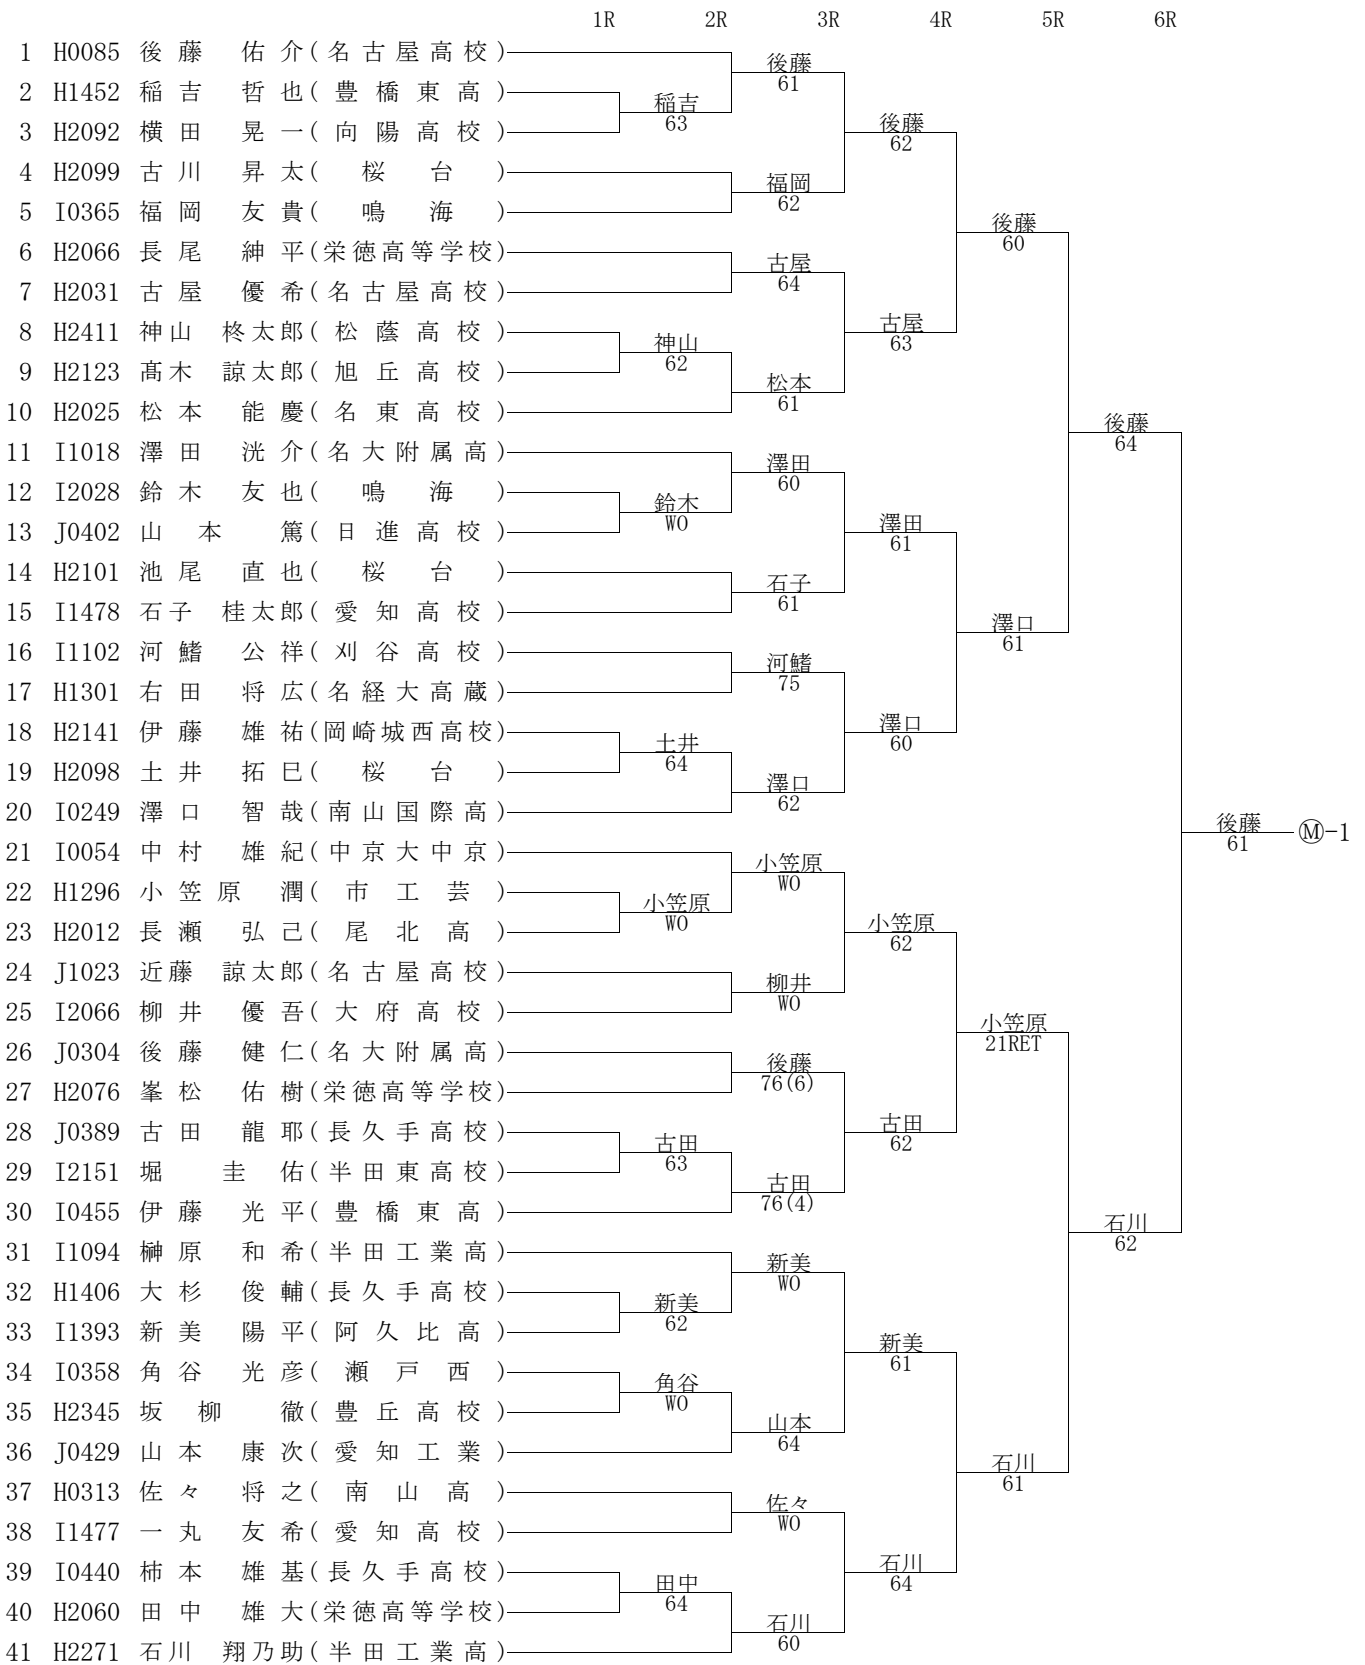 1R 2R 3R 4R 5R 6R
1 H0085 後藤 佑介(名古屋高校)
2 H1452 稲吉 哲也(豊橋東高)
3 H2092 横田 晃一(向陽高校)
4 H2099 古川 昇太(桜台)
5 I0365 福岡 友貴(鳴海)
6 H2066 長尾 紳平(栄徳高等学校)
7 H2031 古屋 優希(名古屋高校)
8 H2411 神山 柊太郎(松蔭高校)
9 H2123 髙木 諒太郎(旭丘高校)
10 H2025 松本 能慶(名東高校)
11 I1018 澤田 洸介(名大附属高)
12 I2028 鈴木 友也(鳴海)
13 J0402 山本 篤(日進高校)
14 H2101 池尾 直也(桜台)
15 I1478 石子 桂太郎(愛知高校)
16 I1102 河鰭 公祥(刈谷高校)
17 H1301 右田 将広(名経大高蔵)
18 H2141 伊藤 雄祐(岡崎城西高校)
19 H2098 土井 拓巳(桜台)
20 I0249 澤口 智哉(南山国際高)
21 I0054 中村 雄紀(中京大中京)
22 H1296 小笠原 潤(市工芸)
23 H2012 長瀬 弘己(尾北高)
24 J1023 近藤 諒太郎(名古屋高校)
25 I2066 柳井 優吾(大府高校)
26 J0304 後藤 健仁(名大附属高)
27 H2076 峯松 佑樹(栄徳高等学校)
28 J0389 古田 龍耶(長久手高校)
29 I2151 堀 圭佑(半田東高校)
30 I0455 伊藤 光平(豊橋東高)
31 I1094 榊原 和希(半田工業高)
32 H1406 大杉 俊輔(長久手高校)
33 I1393 新美 陽平(阿久比高)
34 I0358 角谷 光彦(瀬戸西)
35 H2345 坂柳 徹(豊丘高校)
36 J0429 山本 康次(愛知工業)
37 H0313 佐々 将之(南山高)
38 I1477 一丸 友希(愛知高校)
39 I0440 柿本 雄基(長久手高校)
40 H2060 田中 雄大(栄徳高等学校)
41 H2271 石川 翔乃助(半田工業高)
稲吉
63
神山
62
鈴木
WO
土井
64
小笠原
WO
古田
63
新美
62
角谷
WO
田中
64
後藤
61
福岡
62
古屋
64
松本
61
澤田
60
石子
61
河鰭
75
澤口
62
小笠原
WO
柳井
WO
後藤
76(6)
古田
76(4)
新美
WO
山本
64
佐々
WO
石川
60
後藤
62
古屋
63
澤田
61
澤口
60
小笠原
62
古田
62
新美
61
石川
64
後藤
60
澤口
61
小笠原
21RET
石川
61
後藤
64
石川
62
後藤
61
Ⓜ-1